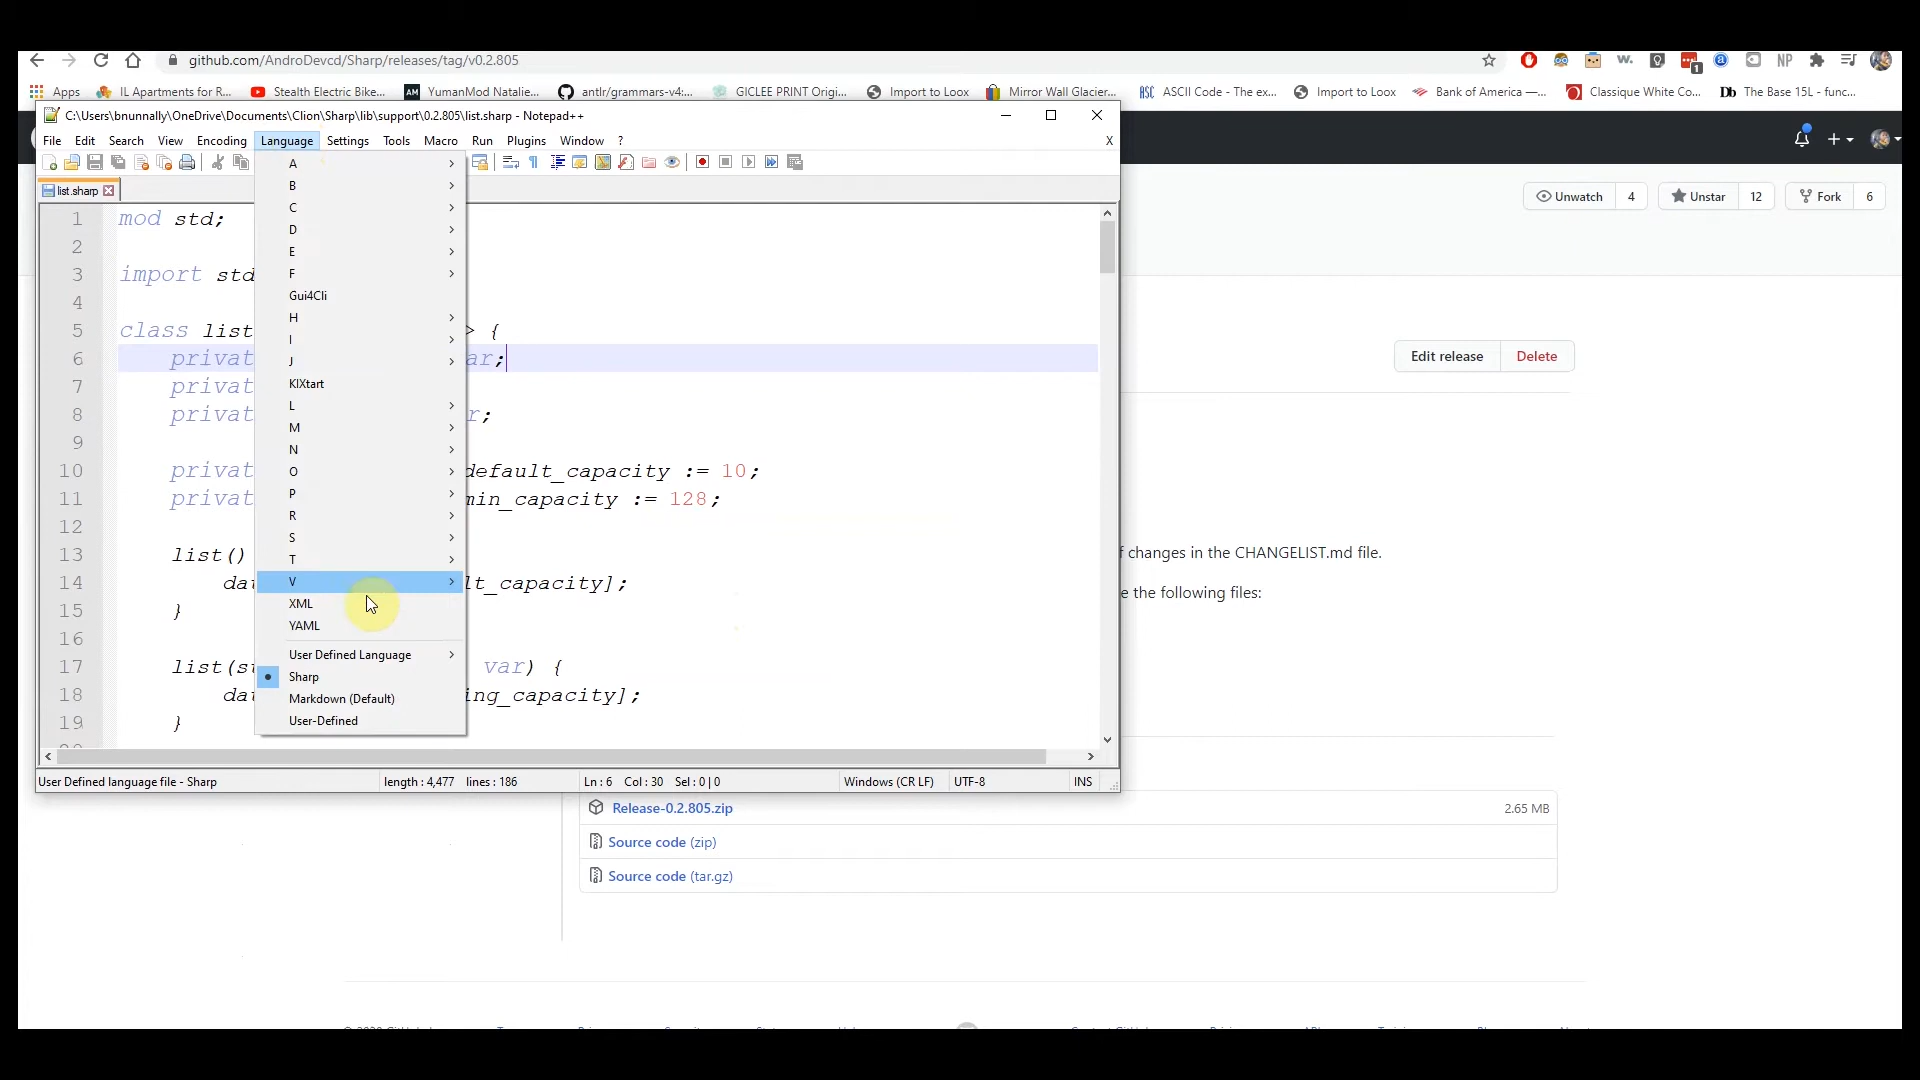 github.com/AndroDevcd/Sharp/releases/tag/v0.2.805
Apps IL Apartments for R... Stealth Electric Bike... YumanMod Natalie... antlr/grammars-v4:... GICLEE PRINT Origi... Import to Loox Mirror Wall Glacier... ASCII Code - The ex... Import to Loox Bank of America —... Classique White Co... The Base 15L - func...
C:\Users\bnunnally\OneDrive\Documents\Clion\Sharp\lib\support\0.2.805\list.sharp - Notepad++
File Edit Search View Encoding Language Settings Tools Macro Run Plugins Window ? X
list.sharp
Unwatch 4 Unstar 12 Fork 6
1 mod std;
2
3 import std
4
5 class list > {
6 privat ar;
7 privat
8 privat r;
9
10 privat default_capacity := 10;
11 privat min_capacity := 128;
12
13 list()
14 da lt_capacity];
15 }
16
17 list(st var) {
18 da ing_capacity];
19 }
A
B
C
D
E
F
Gui4Cli
H
I
J
KIXtart
L
M
N
O
P
R
S
T
V
XML
YAML
User Defined Language
Sharp
Markdown (Default)
User-Defined
User Defined language file - Sharp length : 4,477 lines : 186 Ln : 6 Col : 30 Sel : 0 | 0 Windows (CR LF) UTF-8 INS
Edit release Delete
f changes in the CHANGELIST.md file.
e the following files:
Release-0.2.805.zip 2.65 MB
Source code (zip)
Source code (tar.gz)